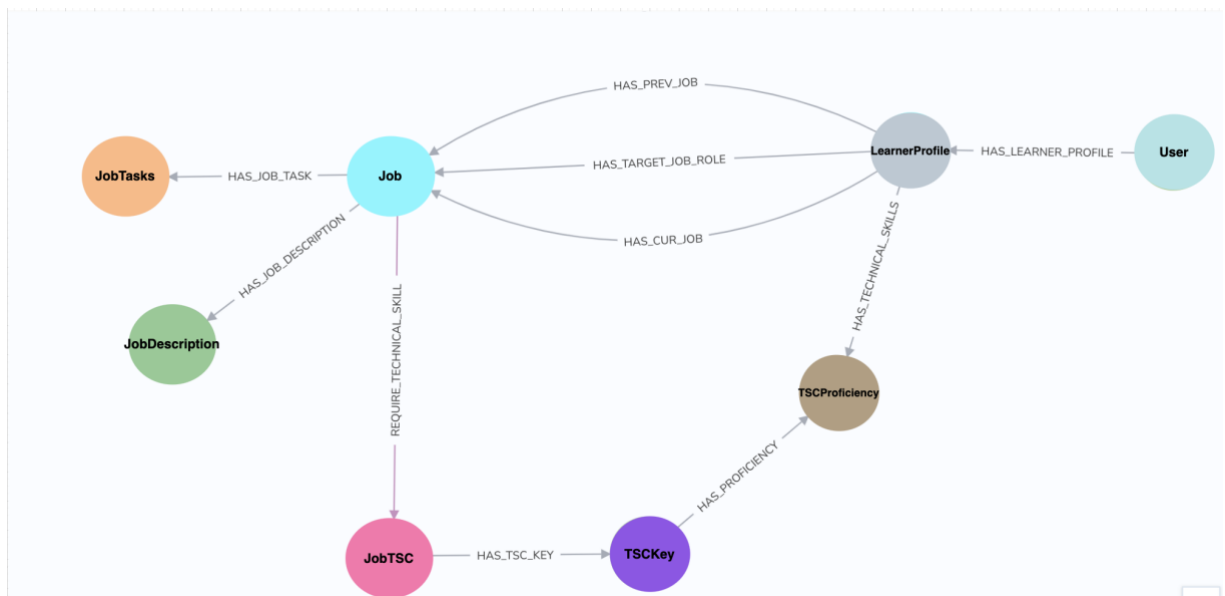 HAS_PREV_JOB
JobTasks
HAS_JOB_TASK
Job
HAS_TARGET_JOB_ROLE
LearnerProfile
HAS_LEARNER_PROFILE
User
HAS_CUR_JOB
HAS_JOB_DESCRIPTION
HAS_TECHNICAL_SKILLS
JobDescription
REQUIRE_TECHNICAL_SKILL
TSCProficiency
HAS_PROFICIENCY
JobTSC
HAS_TSC_KEY
TSCKey